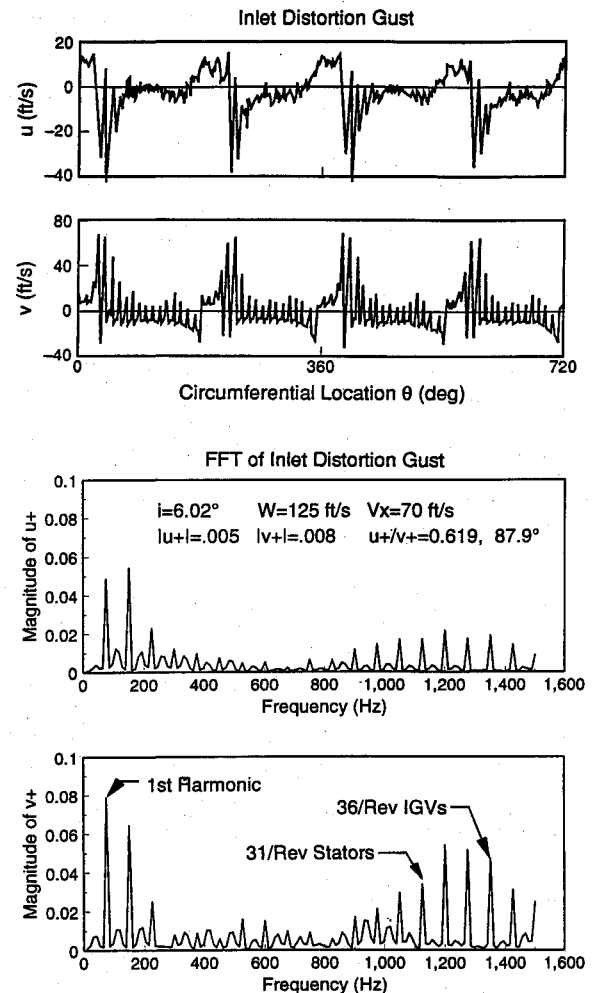 Inlet Distortion Gust
20
0
−20
−40
u (ft/s)
80
40
0
−40
v (ft/s)
0 360 720
Circumferential Location θ (deg)
FFT of Inlet Distortion Gust
0.1
0.08
0.06
0.04
0.02
0
Magnitude of u+
i=6.02° W=125 ft/s Vx=70 ft/s
|u+|=.005 |v+|=.008 u+/v+=0.619, 87.9°
0 200 400 600 800 1,000 1,200 1,400 1,600
Frequency (Hz)
0.1
0.08
0.06
0.04
0.02
0
Magnitude of v+
1st Harmonic
36/Rev IGVs
31/Rev Stators
0 200 400 600 800 1,000 1,200 1,400 1,600
Frequency (Hz)